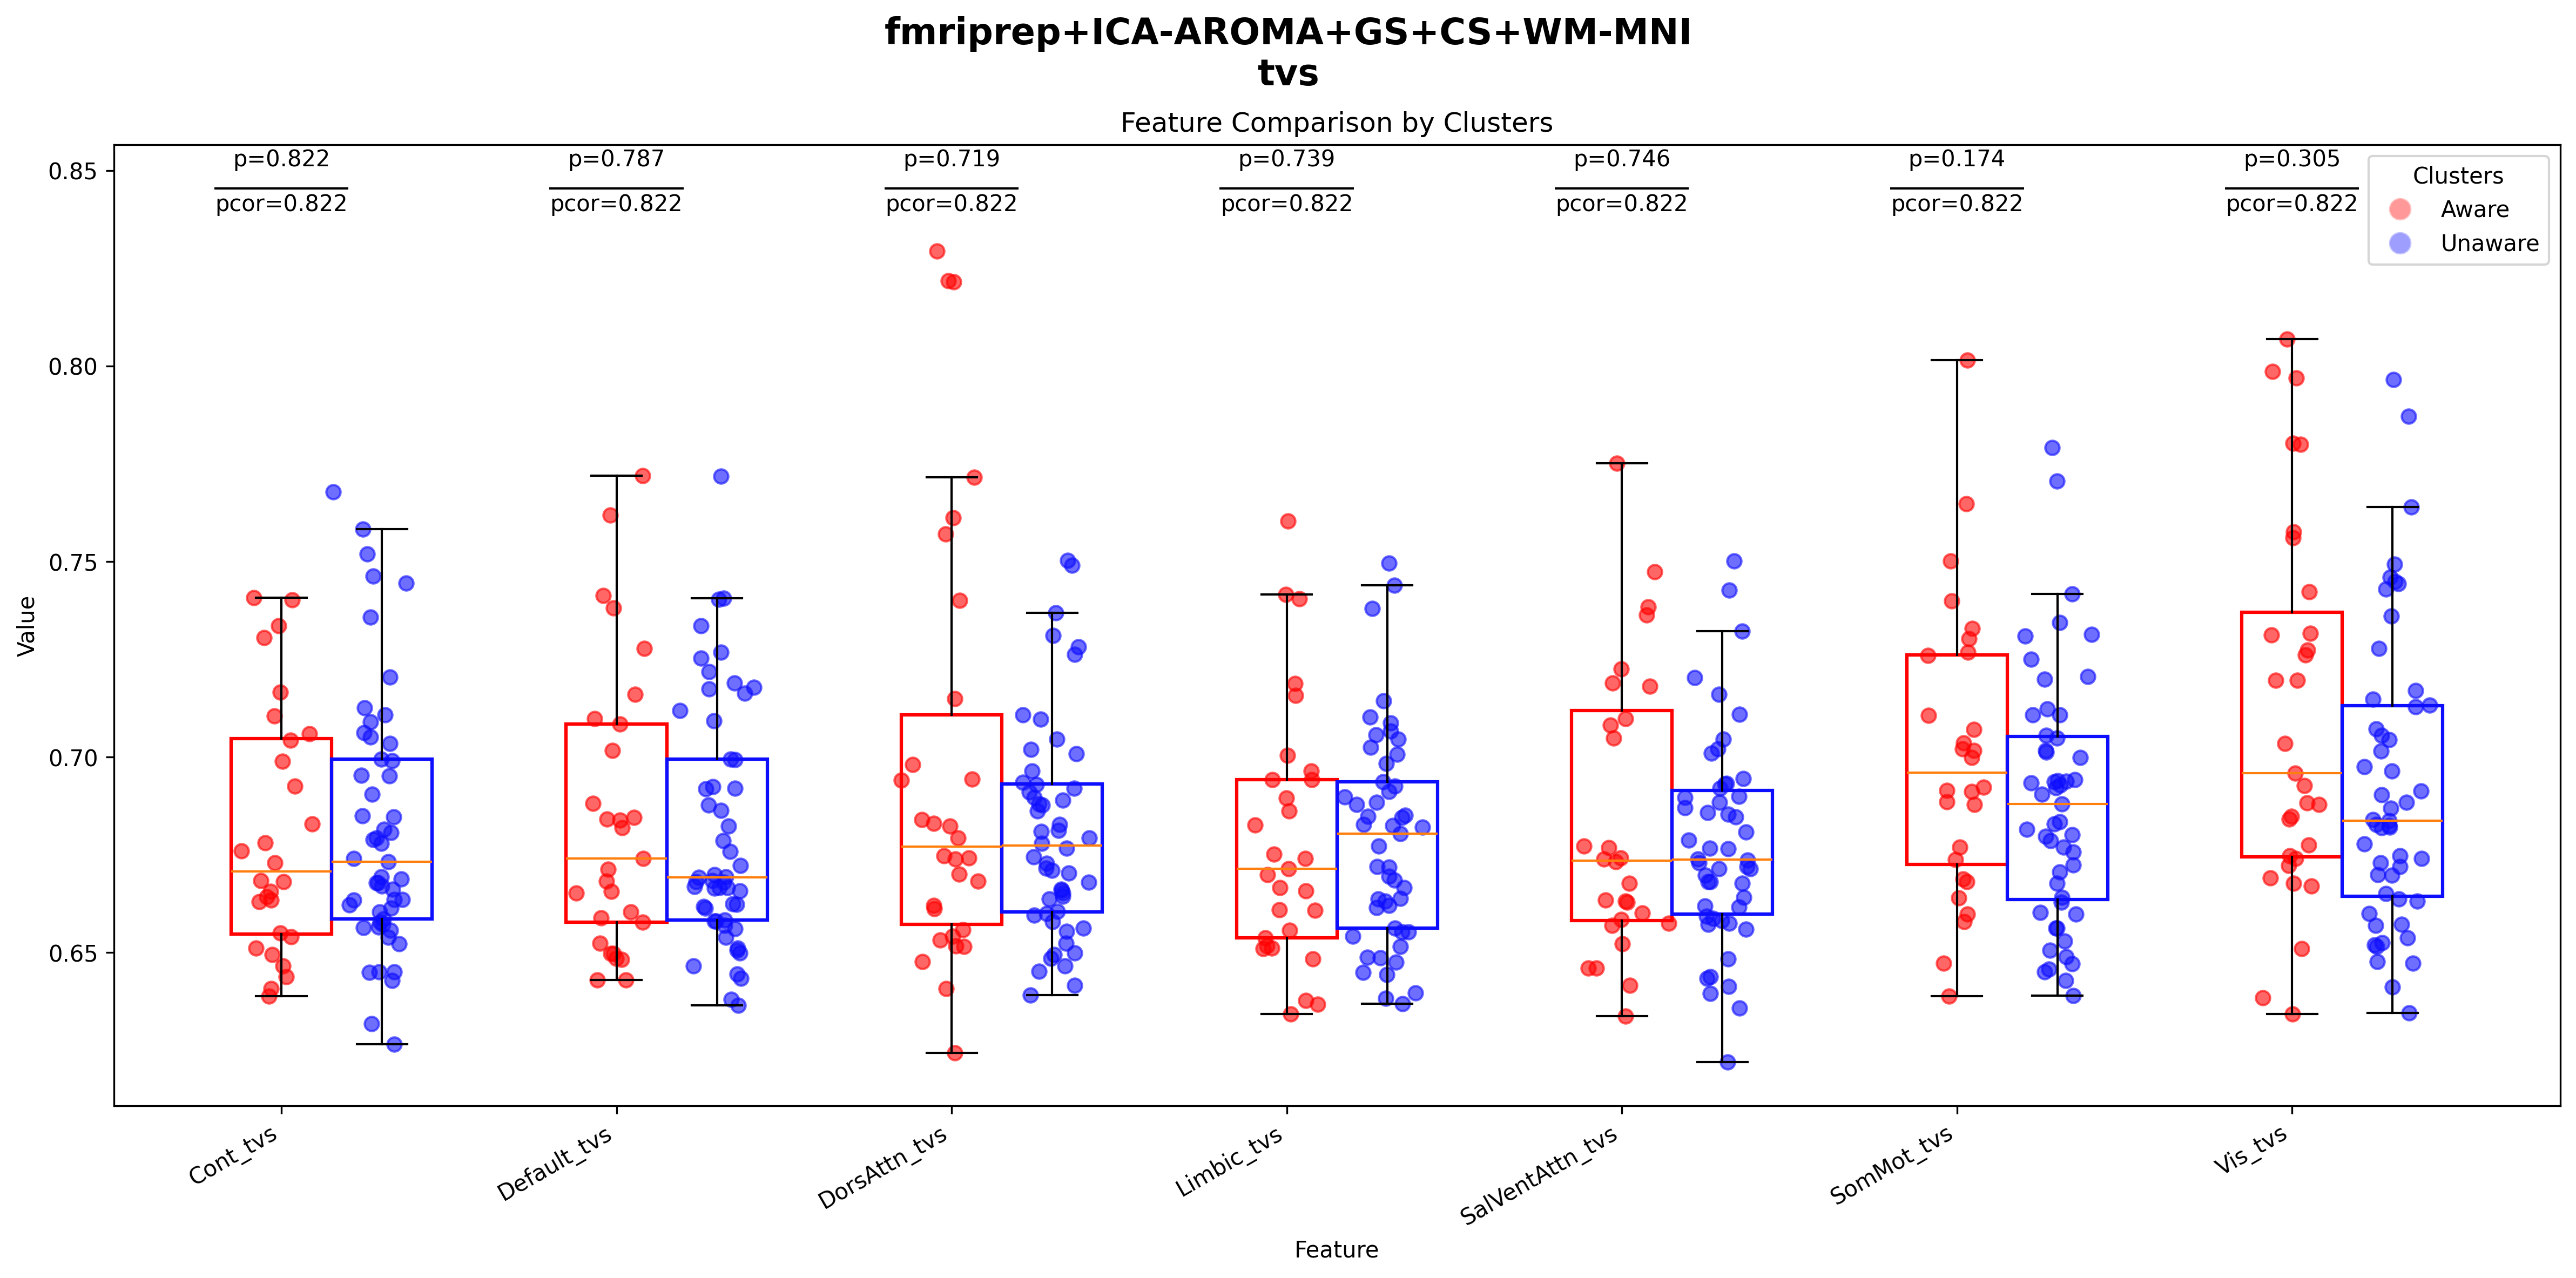 fmriprep+ICA-AROMA+GS+CS+WM-MNI
tvs
Feature Comparison by Clusters
p=0.822 p=0.787 p=0.719 p=0.739 p=0.746 p=0.174 p=0.305
pcor=0.822 pcor=0.822 pcor=0.822 pcor=0.822 pcor=0.822 pcor=0.822 pcor=0.822
Clusters
Aware
Unaware
0.85
0.80
0.75
0.70
0.65
Value
Cont_tvs Default_tvs DorsAttn_tvs Limbic_tvs SalVentAttn_tvs SomMot_tvs Vis_tvs
Feature